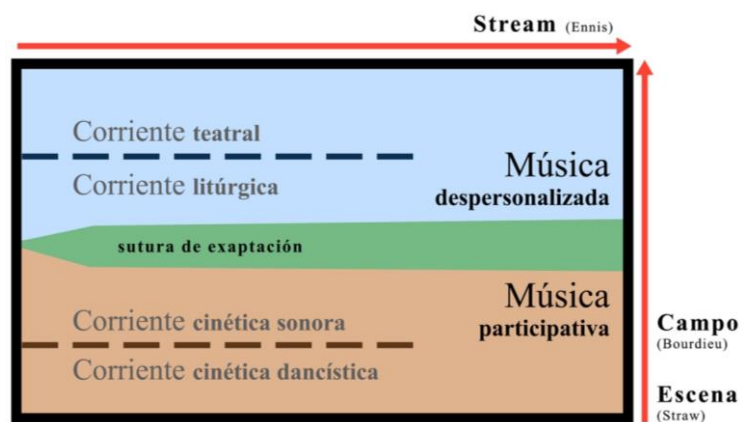 Stream (Ennis)
Corriente teatral
Corriente litúrgica
Música
despersonalizada
sutura de exaptación
Música
participativa
Corriente cinética sonora
Corriente cinética dancística
Campo
(Bourdieu)
Escena
(Straw)